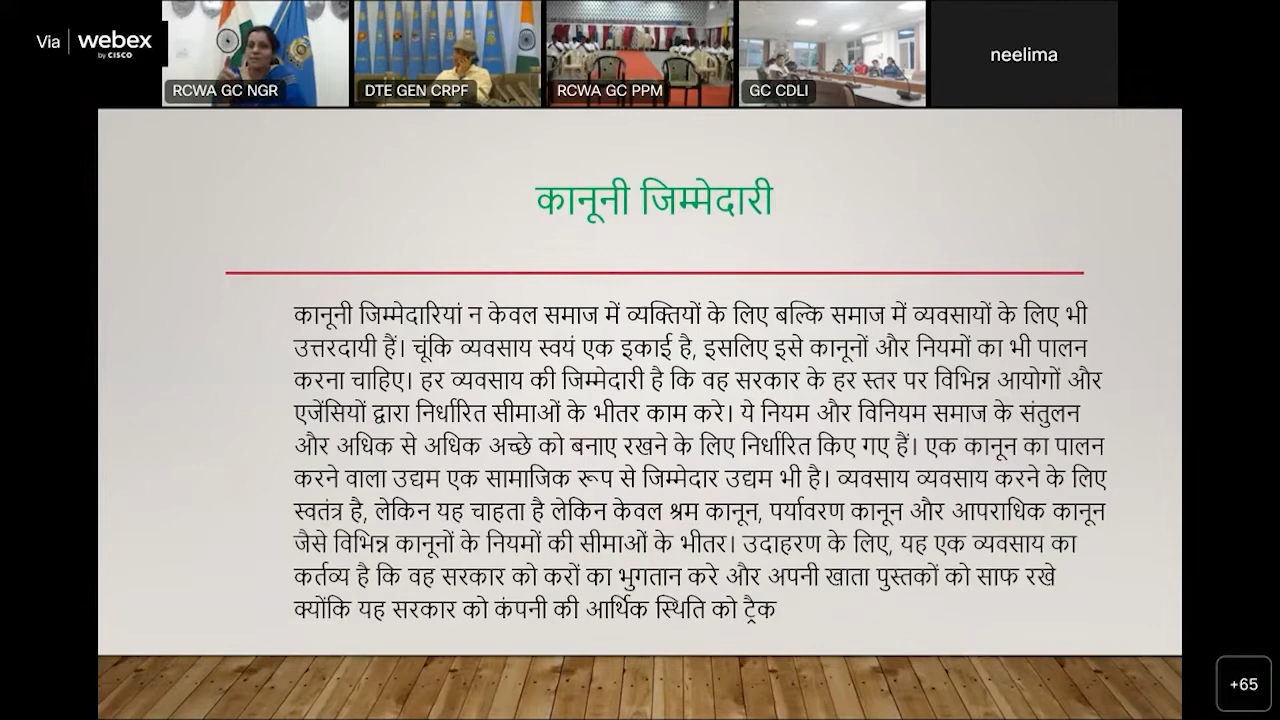 Via webex
by CISCO
RCWA GC NGR
DTE GEN CRPF
RCWA GC PPM
GC CDLI
neelima
कानूनी जिम्मेदारी
कानूनी जिम्मेदारियां न केवल समाज में व्यक्तियों के लिए बल्कि समाज में व्यवसायों के लिए भी
उत्तरदायी हैं। चूंकि व्यवसाय स्वयं एक इकाई है, इसलिए इसे कानूनों और नियमों का भी पालन
करना चाहिए। हर व्यवसाय की जिम्मेदारी है कि वह सरकार के हर स्तर पर विभिन्न आयोगों और
एजेंसियों द्वारा निर्धारित सीमाओं के भीतर काम करे। ये नियम और विनियम समाज के संतुलन
और अधिक से अधिक अच्छे को बनाए रखने के लिए निर्धारित किए गए हैं। एक कानून का पालन
करने वाला उद्यम एक सामाजिक रूप से जिम्मेदार उद्यम भी है। व्यवसाय व्यवसाय करने के लिए
स्वतंत्र है, लेकिन यह चाहता है लेकिन केवल श्रम कानून, पर्यावरण कानून और आपराधिक कानून
जैसे विभिन्न कानूनों के नियमों की सीमाओं के भीतर। उदाहरण के लिए, यह एक व्यवसाय का
कर्तव्य है कि वह सरकार को करों का भुगतान करे और अपनी खाता पुस्तकों को साफ रखे
क्योंकि यह सरकार को कंपनी की आर्थिक स्थिति को ट्रैक
+65